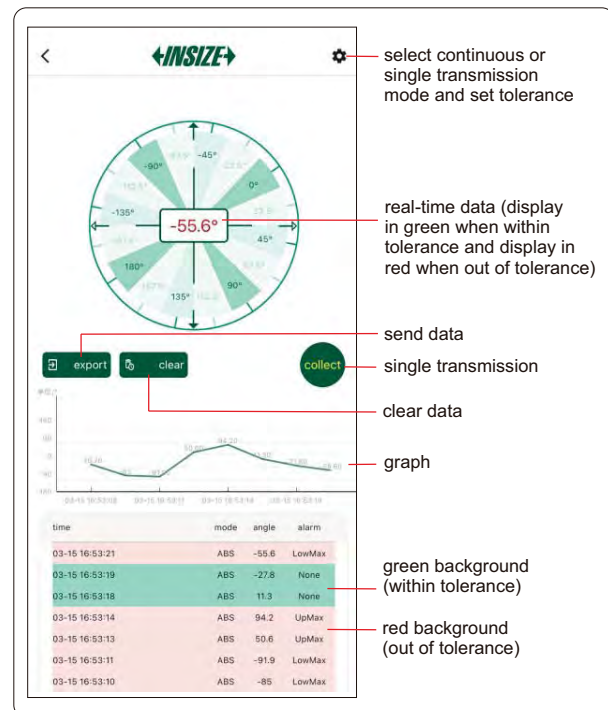 INSIZE
select continuous or
single transmission
mode and set tolerance
-45°
-90°
0°
-135°
-55.6°
45°
180°
90°
135°
real-time data (display
in green when within
tolerance and display in
red when out of tolerance)
send data
export
clear
collect
single transmission
clear data
graph
03-15 16:53:11
time mode angle alarm
03-15 16:53:21 ABS -55.6 LowMax
03-15 16:53:19 ABS -27.8 None
03-15 16:53:18 ABS 11.3 None
03-15 16:53:14 ABS 94.2 UpMax
03-15 16:53:13 ABS 50.6 UpMax
03-15 16:53:11 ABS -91.9 LowMax
03-15 16:53:10 ABS -85 LowMax
green background
(within tolerance)
red background
(out of tolerance)